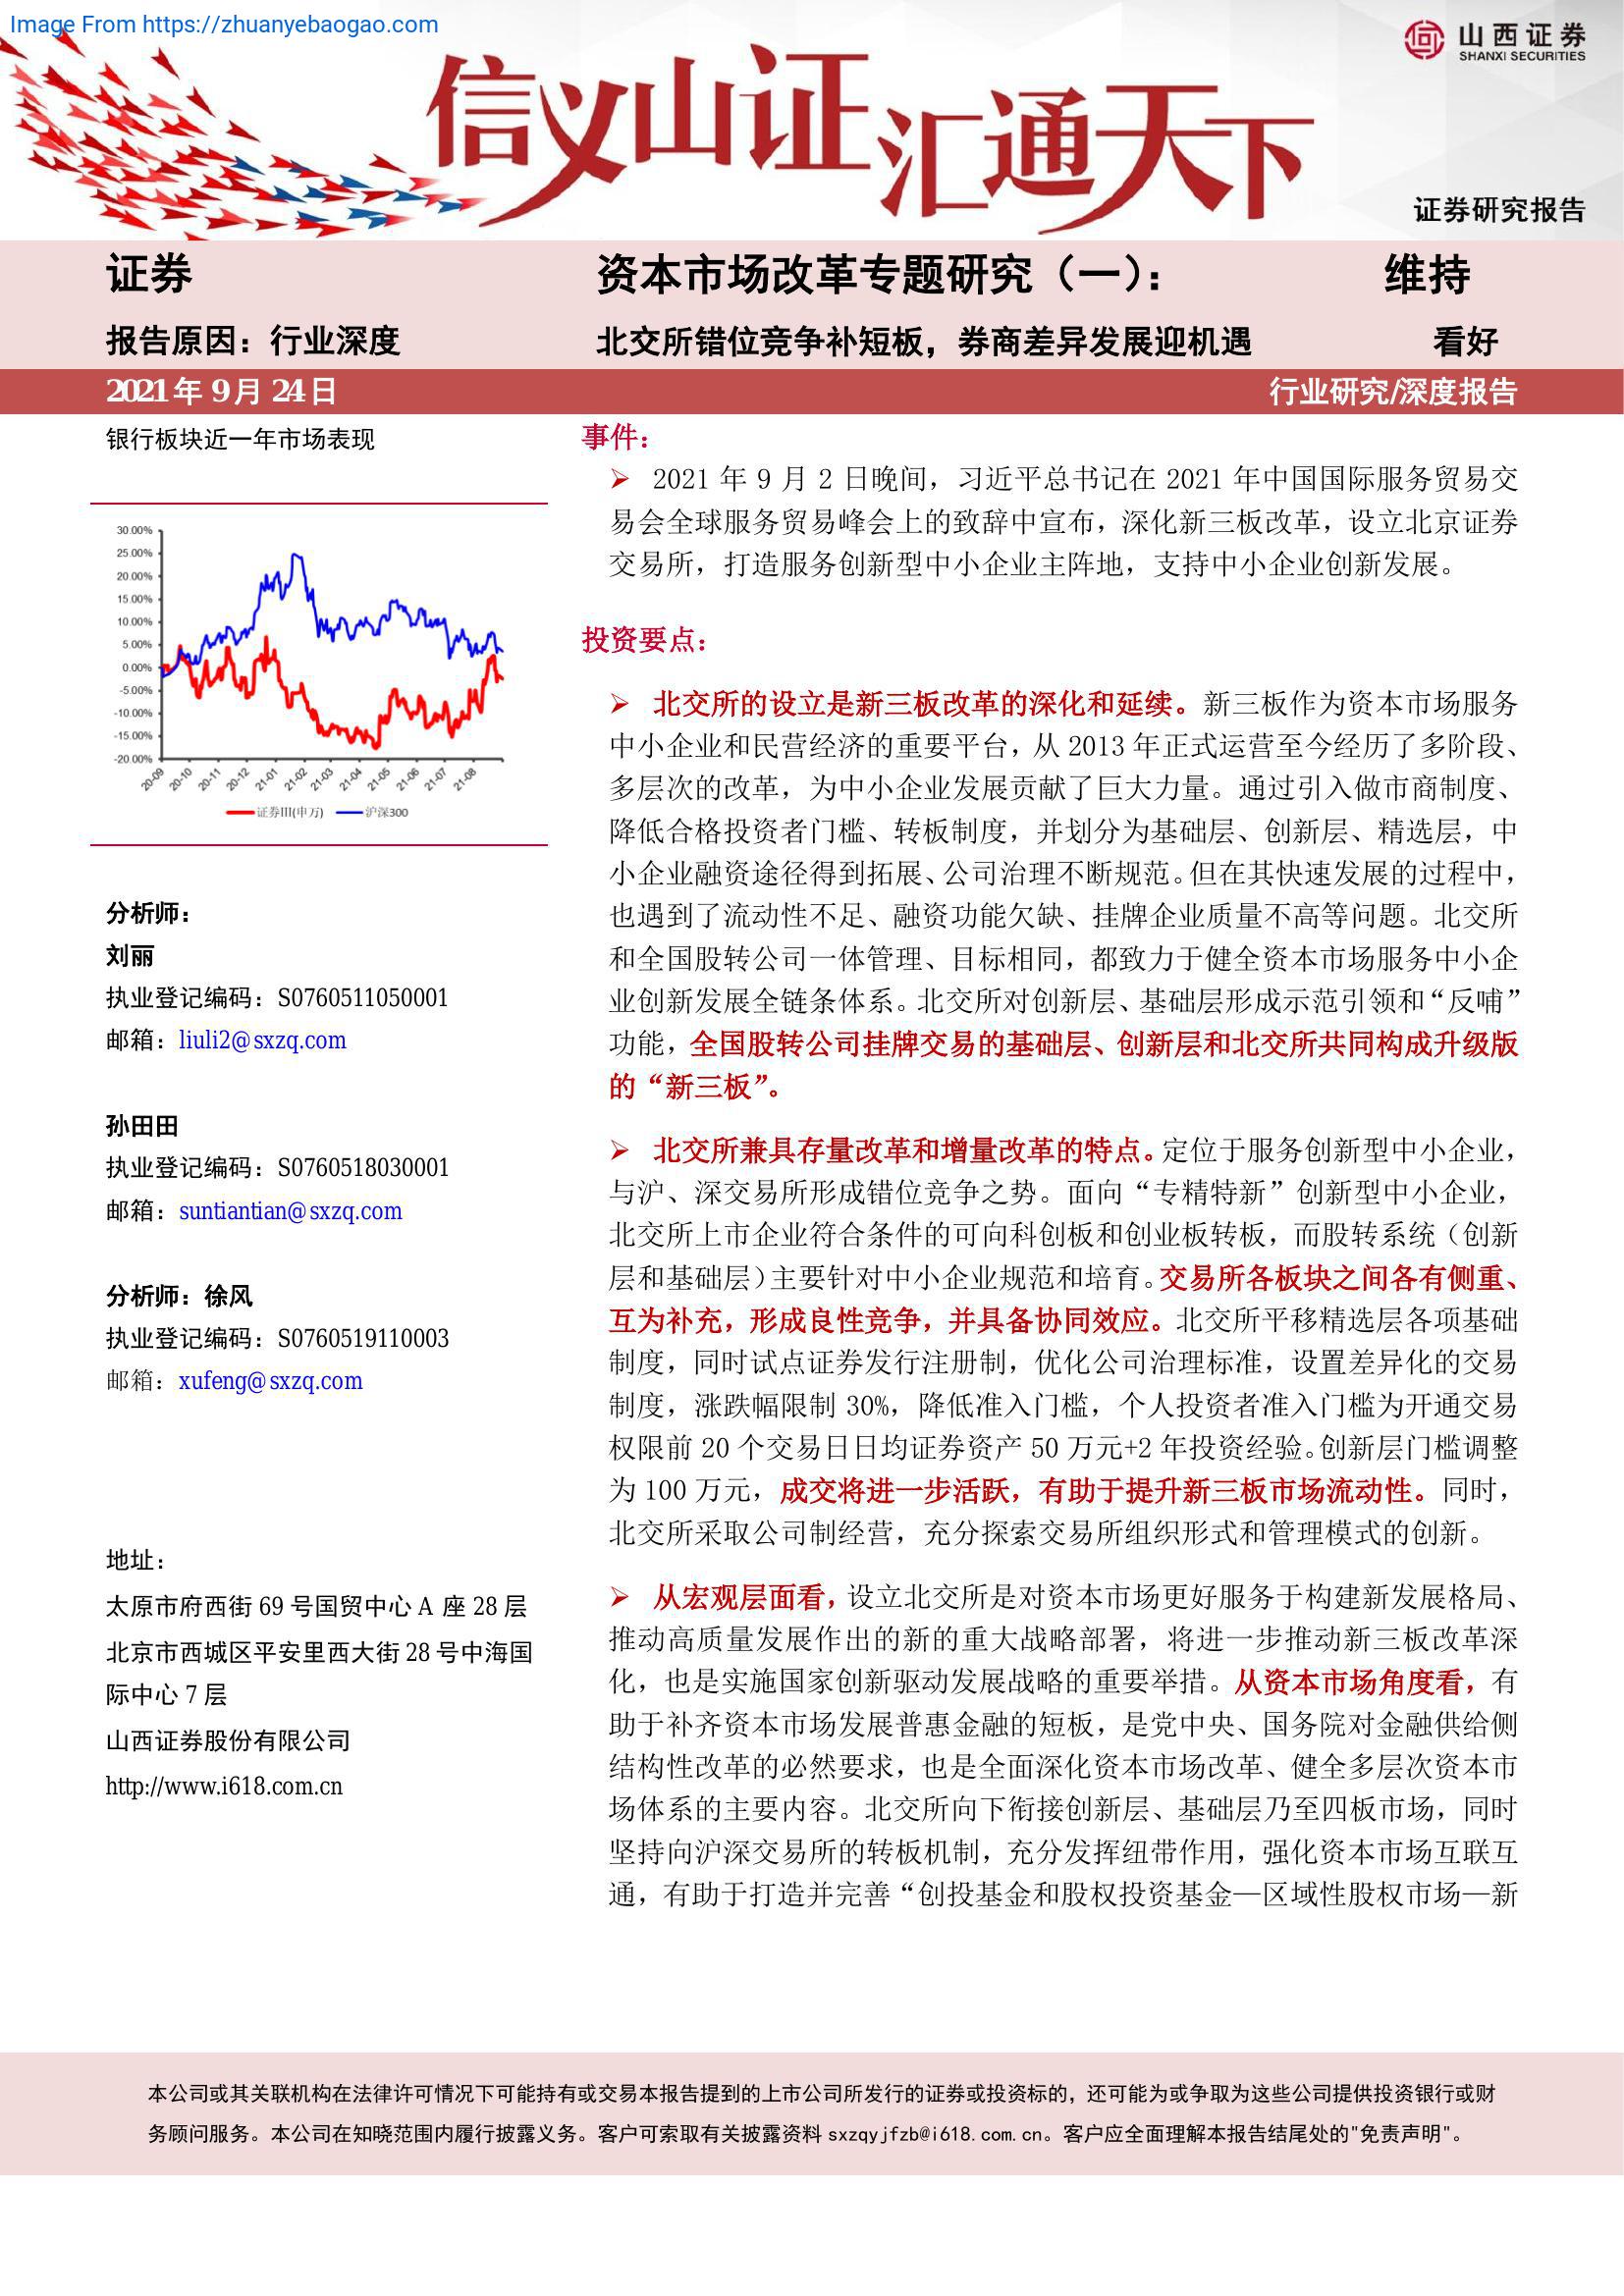 Image From https://zhuanyebaogao.com
山西证券
SHANXI SECURITIES
信义山证汇通天下
证券研究报告
证券
资本市场改革专题研究（一）：
维持
报告原因：行业深度
北交所错位竞争补短板，券商差异发展迎机遇
看好
2021年9月24日
行业研究/深度报告
银行板块近一年市场表现
30.00%
25.00%
20.00%
15.00%
10.00%
5.00%
0.00%
-5.00%
-10.00%
-15.00%
-20.00%
20-09
20-10
20-11
20-12
21-01
21-02
21-03
21-04
21-05
21-06
21-07
21-08
证券III(申万)
沪深300
分析师：
刘丽
执业登记编码：S0760511050001
邮箱：liuli2@sxzq.com
孙田田
执业登记编码：S0760518030001
邮箱：suntiantian@sxzq.com
分析师：徐风
执业登记编码：S0760519110003
邮箱：xufeng@sxzq.com
地址：
太原市府西街69号国贸中心A座28层
北京市西城区平安里西大街28号中海国
际中心7层
山西证券股份有限公司
http://www.i618.com.cn
事件：
➢ 2021年9月2日晚间，习近平总书记在2021年中国国际服务贸易交
易会全球服务贸易峰会上的致辞中宣布，深化新三板改革，设立北京证券
交易所，打造服务创新型中小企业主阵地，支持中小企业创新发展。
投资要点：
➢ 北交所的设立是新三板改革的深化和延续。新三板作为资本市场服务
中小企业和民营经济的重要平台，从2013年正式运营至今经历了多阶段、
多层次的改革，为中小企业发展贡献了巨大力量。通过引入做市商制度、
降低合格投资者门槛、转板制度，并划分为基础层、创新层、精选层，中
小企业融资途径得到拓展、公司治理不断规范。但在其快速发展的过程中，
也遇到了流动性不足、融资功能欠缺、挂牌企业质量不高等问题。北交所
和全国股转公司一体管理、目标相同，都致力于健全资本市场服务中小企
业创新发展全链条体系。北交所对创新层、基础层形成示范引领和“反哺”
功能，全国股转公司挂牌交易的基础层、创新层和北交所共同构成升级版
的“新三板”。
➢ 北交所兼具存量改革和增量改革的特点。定位于服务创新型中小企业，
与沪、深交易所形成错位竞争之势。面向“专精特新”创新型中小企业，
北交所上市企业符合条件的可向科创板和创业板转板，而股转系统（创新
层和基础层）主要针对中小企业规范和培育。交易所各板块之间各有侧重、
互为补充，形成良性竞争，并具备协同效应。北交所平移精选层各项基础
制度，同时试点证券发行注册制，优化公司治理标准，设置差异化的交易
制度，涨跌幅限制30%，降低准入门槛，个人投资者准入门槛为开通交易
权限前20个交易日日均证券资产50万元+2年投资经验。创新层门槛调整
为100万元，成交将进一步活跃，有助于提升新三板市场流动性。同时，
北交所采取公司制经营，充分探索交易所组织形式和管理模式的创新。
➢ 从宏观层面看，设立北交所是对资本市场更好服务于构建新发展格局、
推动高质量发展作出的新的重大战略部署，将进一步推动新三板改革深
化，也是实施国家创新驱动发展战略的重要举措。从资本市场角度看，有
助于补齐资本市场发展普惠金融的短板，是党中央、国务院对金融供给侧
结构性改革的必然要求，也是全面深化资本市场改革、健全多层次资本市
场体系的主要内容。北交所向下衔接创新层、基础层乃至四板市场，同时
坚持向沪深交易所的转板机制，充分发挥纽带作用，强化资本市场互联互
通，有助于打造并完善“创投基金和股权投资基金—区域性股权市场—新
本公司或其关联机构在法律许可情况下可能持有或交易本报告提到的上市公司所发行的证券或投资标的，还可能为或争取为这些公司提供投资银行或财
务顾问服务。本公司在知晓范围内履行披露义务。客户可索取有关披露资料sxzqyjfzb@i618.com.cn。客户应全面理解本报告结尾处的"免责声明"。